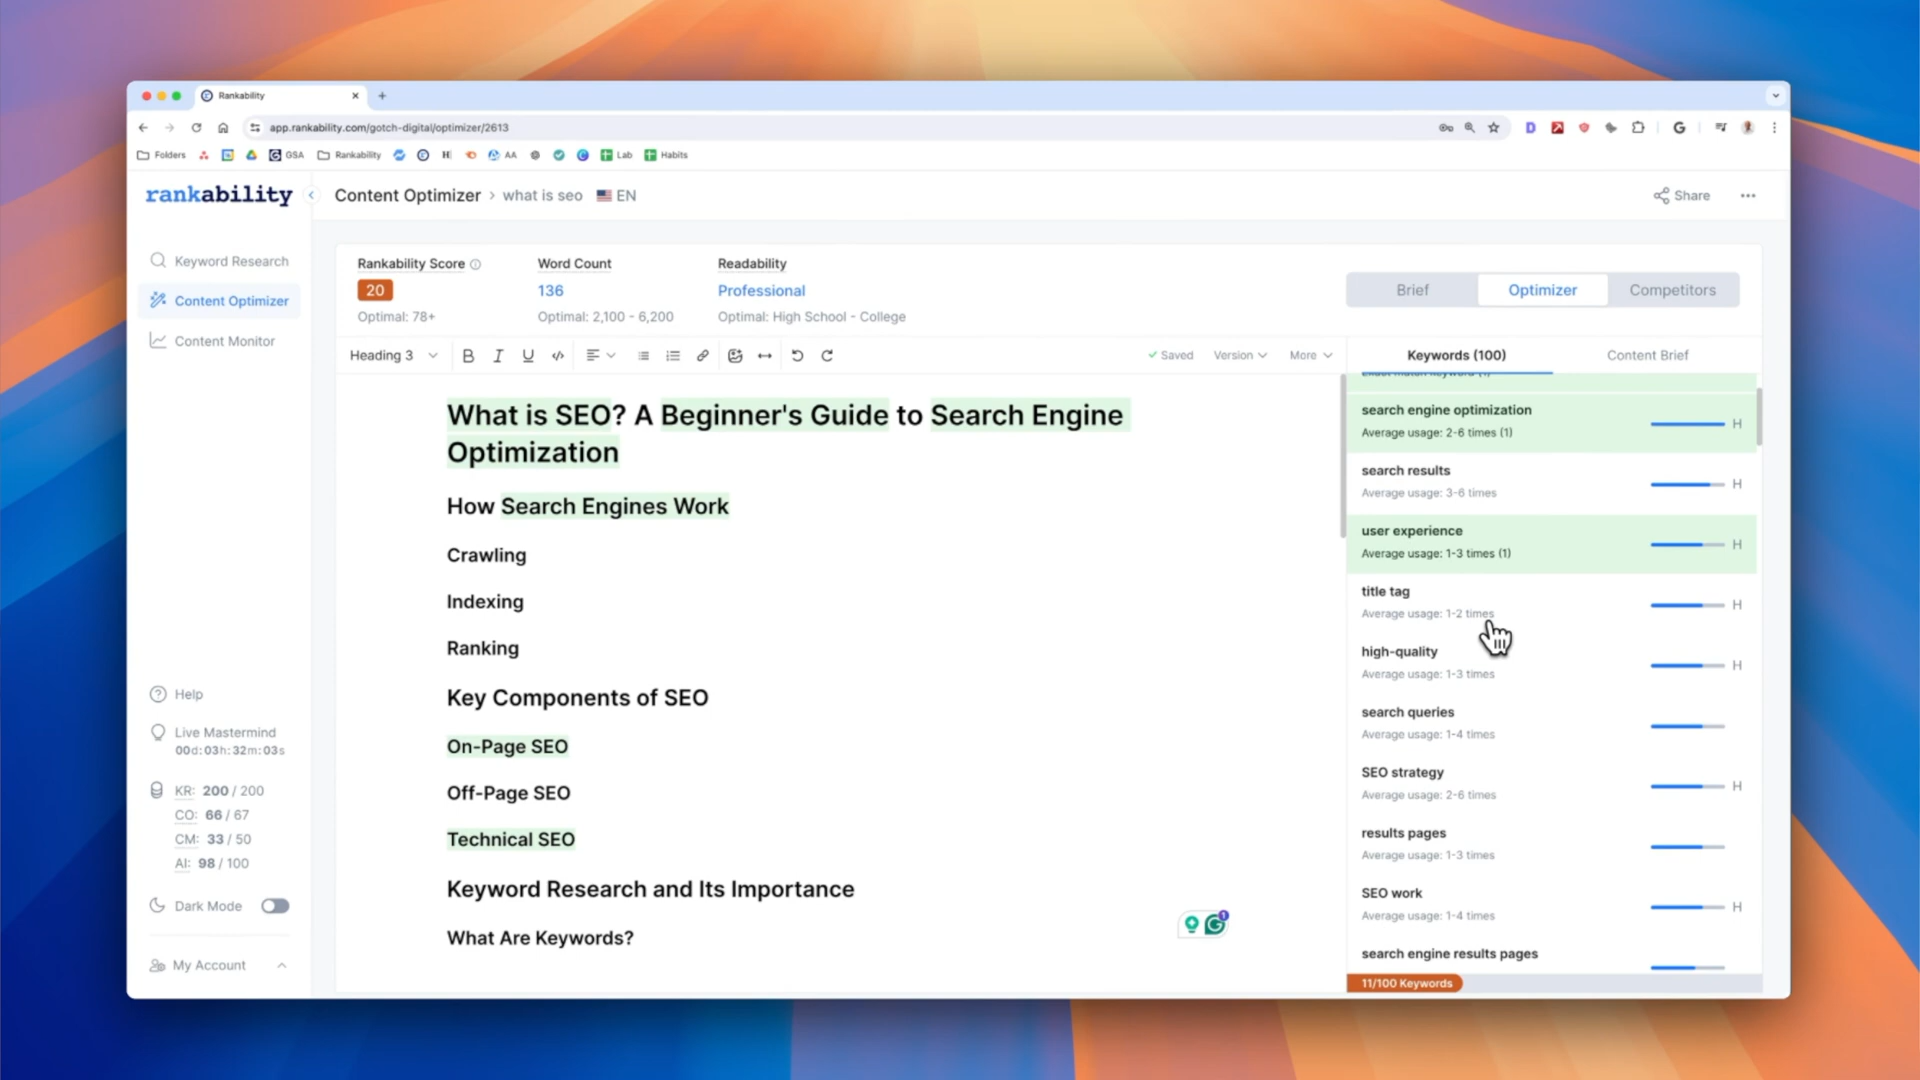 Rankability
app.rankability.com/gotch-digital/optimizer/2613
Folders GSA Rankability AA Lab Habits
rankability
Content Optimizer › what is seo EN
Share
Keyword Research
Content Optimizer
Content Monitor
Rankability Score
20
Optimal: 78+
Word Count
136
Optimal: 2,100 - 6,200
Readability
Professional
Optimal: High School - College
Brief Optimizer Competitors
Heading 3 B I U
Saved Version More
Keywords (100) Content Brief
What is SEO? A Beginner's Guide to Search Engine
Optimization
How Search Engines Work
Crawling
Indexing
Ranking
Key Components of SEO
On-Page SEO
Off-Page SEO
Technical SEO
Keyword Research and Its Importance
What Are Keywords?
search engine optimization
Average usage: 2-6 times (1)
H
search results
Average usage: 3-6 times
H
user experience
Average usage: 1-3 times (1)
H
title tag
Average usage: 1-2 times
H
high-quality
Average usage: 1-3 times
H
search queries
Average usage: 1-4 times
SEO strategy
Average usage: 2-6 times
H
results pages
Average usage: 1-3 times
SEO work
Average usage: 1-4 times
H
search engine results pages
11/100 Keywords
Help
Live Mastermind
00d:03h:32m:03s
KR: 200 / 200
CO: 66 / 67
CM: 33 / 50
AI: 98 / 100
Dark Mode
My Account